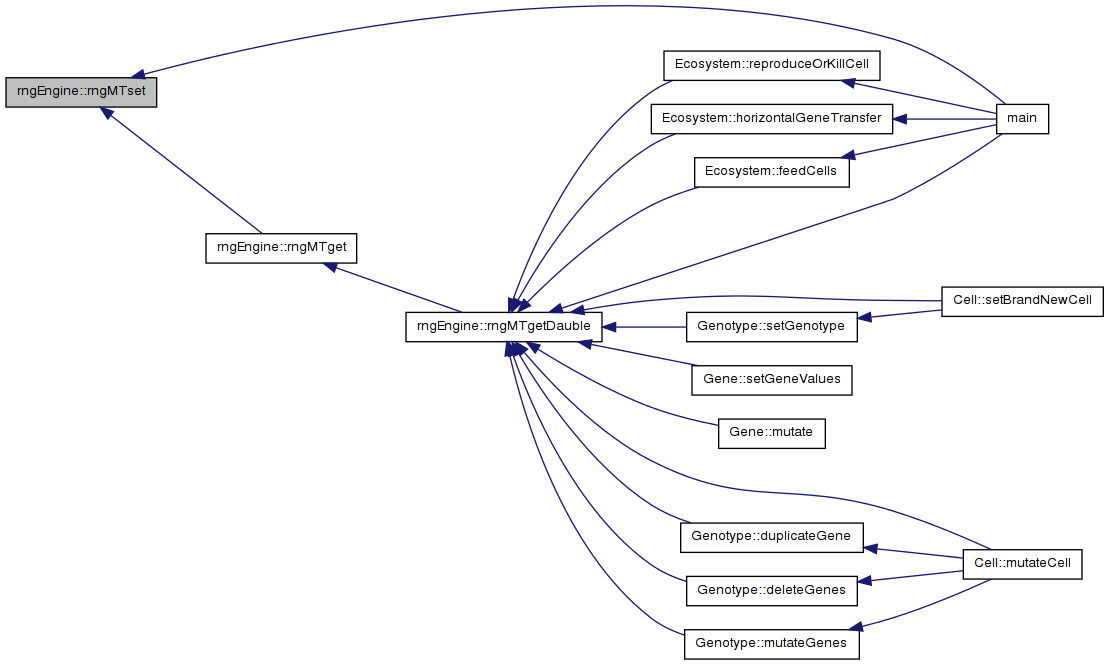 rngEngine::rngMTset
Ecosystem::reproduceOrKillCell
Ecosystem::horizontalGeneTransfer
main
Ecosystem::feedCells
rngEngine::rngMTget
Cell::setBrandNewCell
rngEngine::rngMTgetDauble
Genotype::setGenotype
Gene::setGeneValues
Gene::mutate
Genotype::duplicateGene
Cell::mutateCell
Genotype::deleteGenes
Genotype::mutateGenes